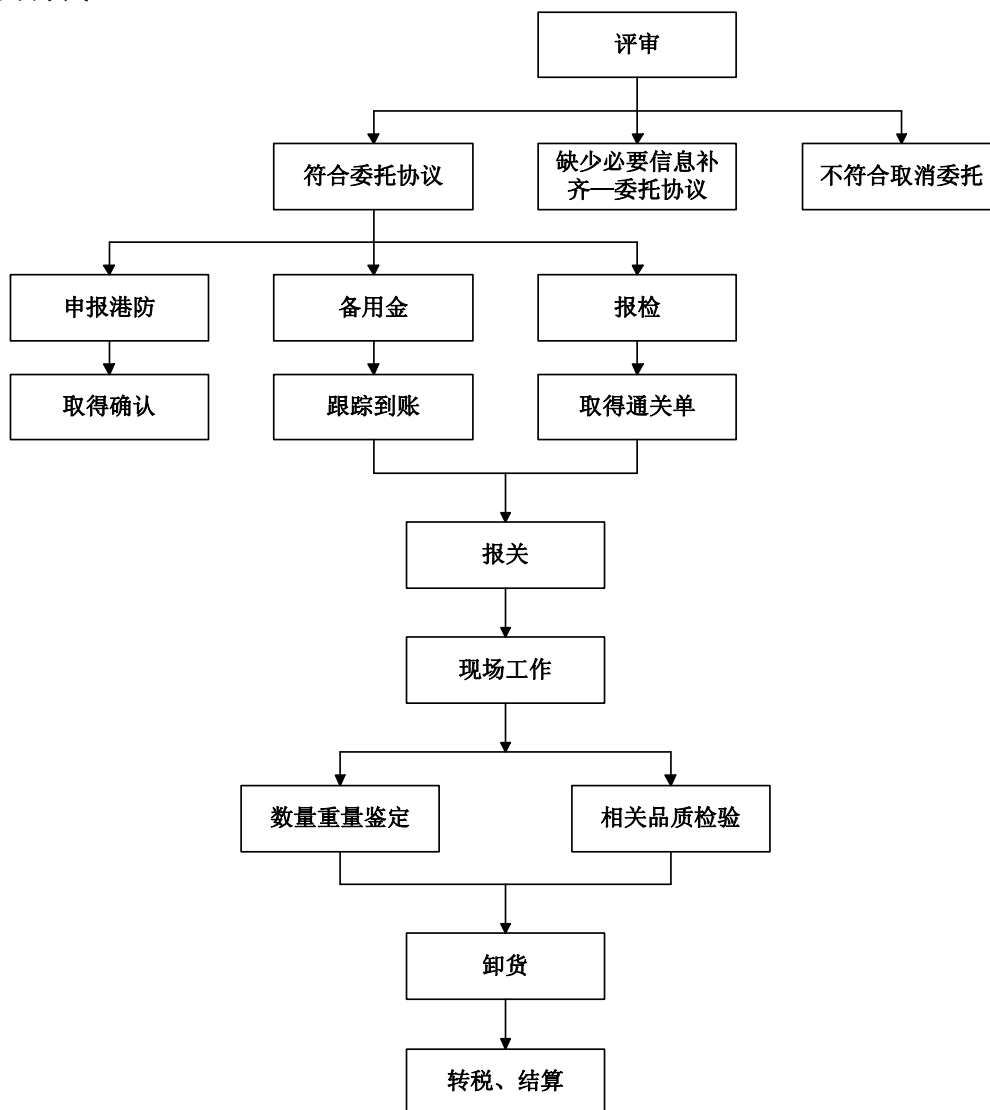 评审
符合委托协议
缺少必要信息补
齐—委托协议
不符合取消委托
申报港防
备用金
报检
取得确认
跟踪到账
取得通关单
报关
现场工作
数量重量鉴定
相关品质检验
卸货
转税、结算